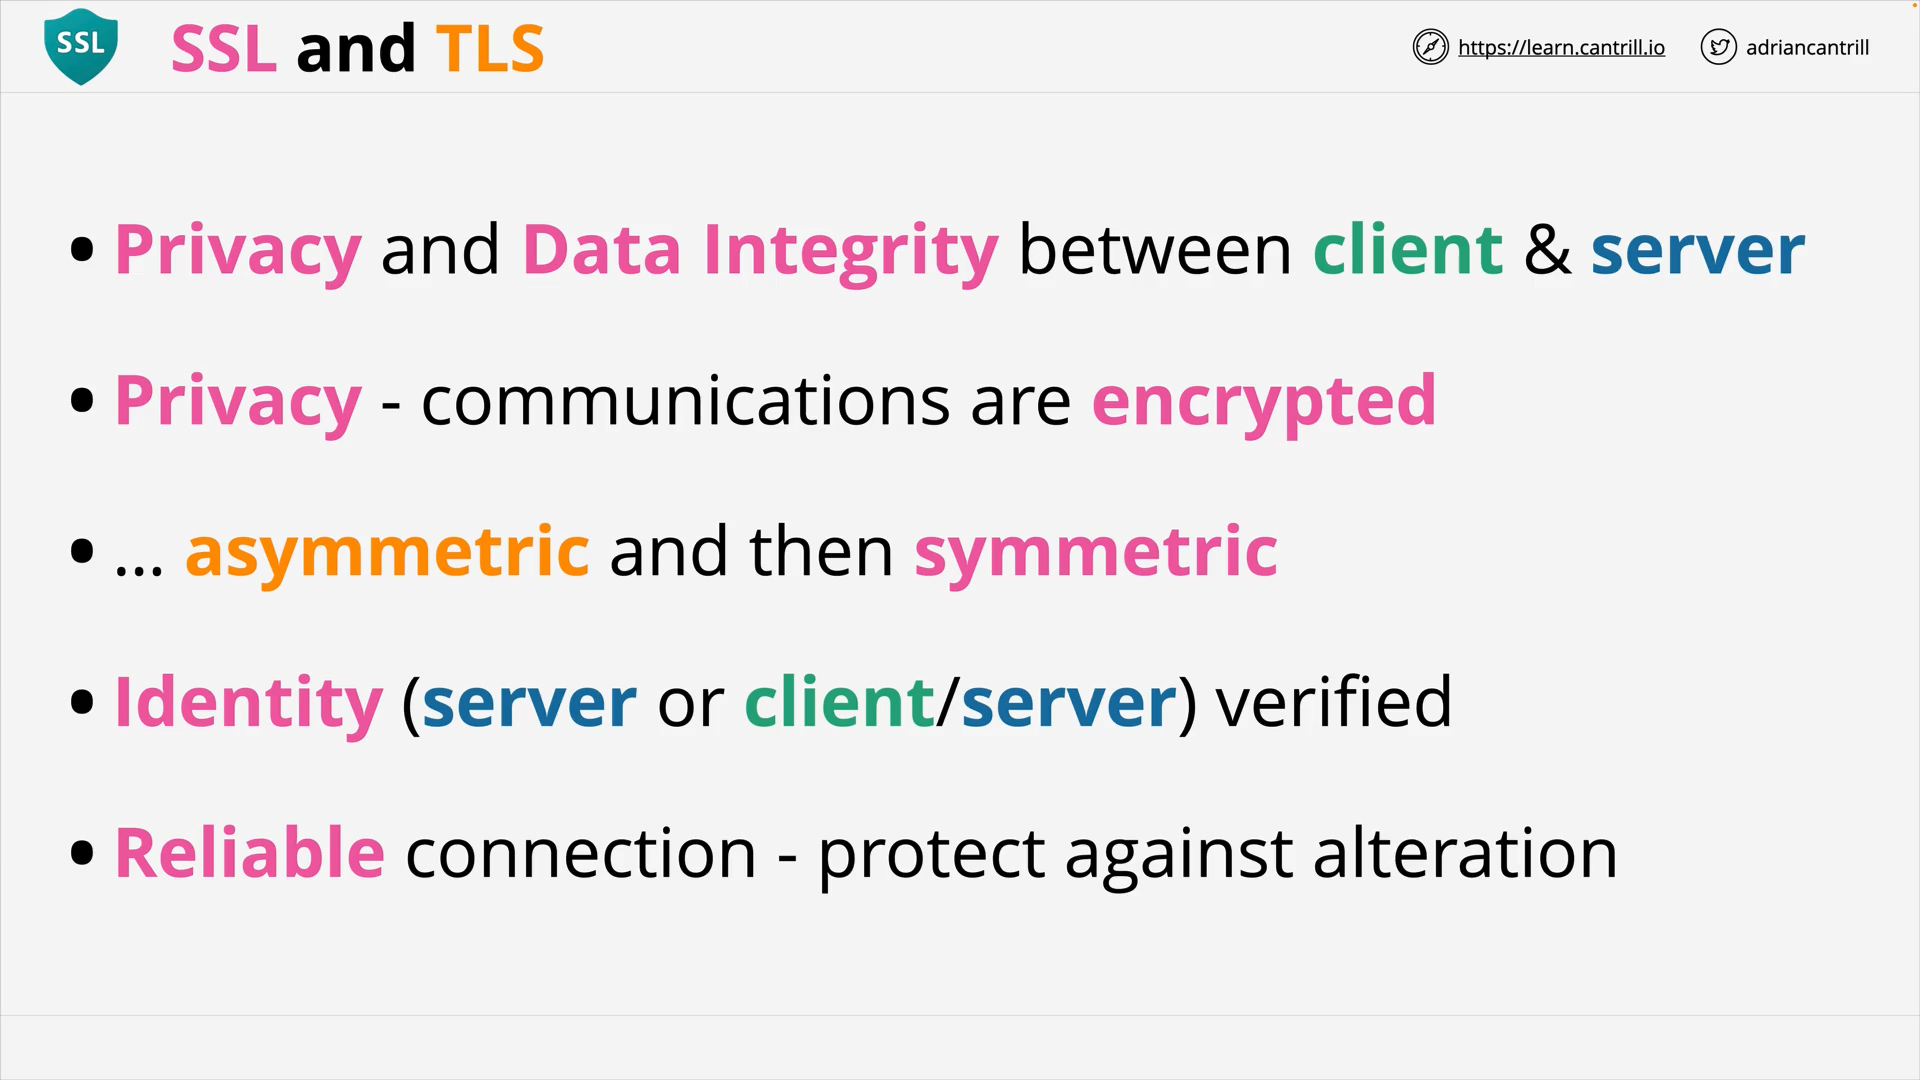 SSL
SSL and TLS
https://learn.cantrill.io
adriancantrill
• Privacy and Data Integrity between client & server
• Privacy - communications are encrypted
• ... asymmetric and then symmetric
• Identity (server or client/server) verified
• Reliable connection - protect against alteration